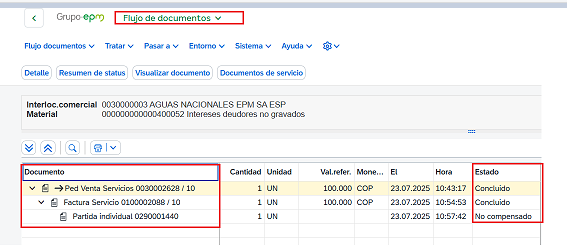 Grupo·epm Flujo de documentos
Flujo documentos Tratar Pasar a Entorno Sistema Ayuda
Detalle Resumen de status Visualizar documento Documentos de servicio
Interloc.comercial 0030000003 AGUAS NACIONALES EPM SA ESP
Material 000000000000400052 Intereses deudores no gravados
Documento Cantidad Unidad Val.refer. Mone... El Hora Estado
Ped Venta Servicios 0030002628 / 10 1 UN 100.000 COP 23.07.2025 10:43:17 Concluido
Factura Servicio 0100002088 / 10 1 UN 100.000 COP 23.07.2025 10:54:53 Concluido
Partida individual 0290001440 1 UN 100.000 COP 23.07.2025 10:57:42 No compensado